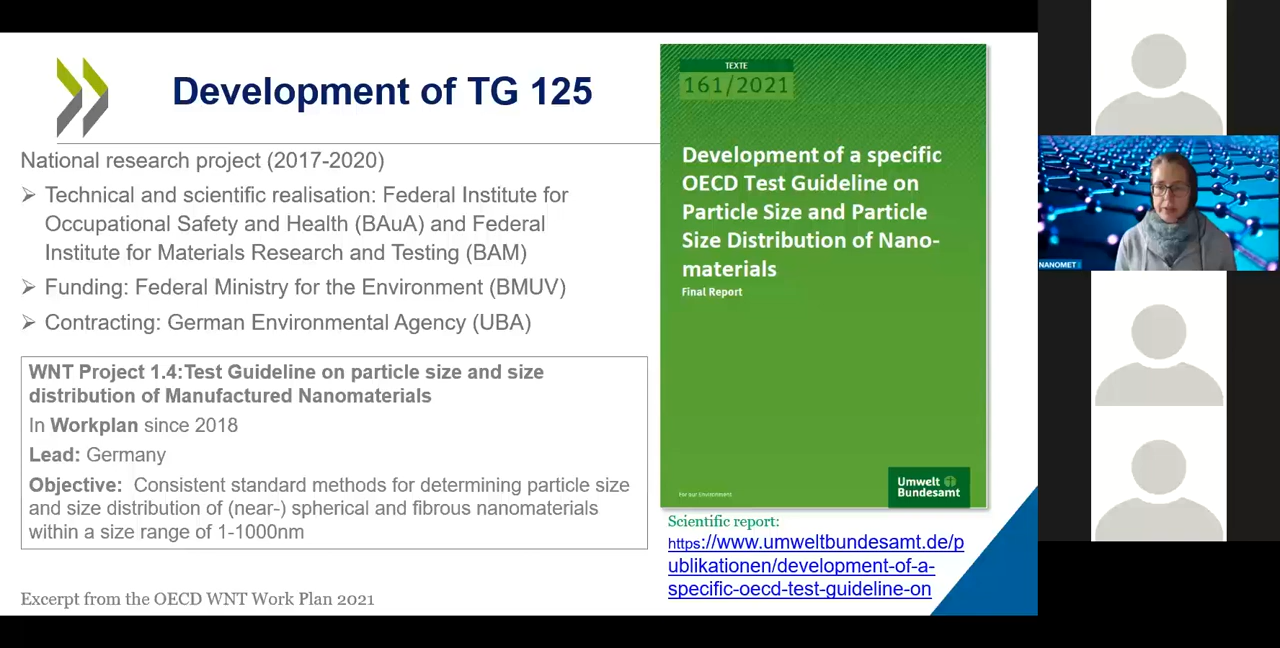 Development of TG 125
National research project (2017-2020)
Technical and scientific realisation: Federal Institute for
Occupational Safety and Health (BAuA) and Federal
Institute for Materials Research and Testing (BAM)
Funding: Federal Ministry for the Environment (BMUV)
Contracting: German Environmental Agency (UBA)
WNT Project 1.4:Test Guideline on particle size and size
distribution of Manufactured Nanomaterials
In Workplan since 2018
Lead: Germany
Objective: Consistent standard methods for determining particle size
and size distribution of (near-) spherical and fibrous nanomaterials
within a size range of 1-1000nm
Excerpt from the OECD WNT Work Plan 2021
TEXTE
161/2021
Development of a specific
OECD Test Guideline on
Particle Size and Particle
Size Distribution of Nano-
materials
Final Report
For our Environment
Umwelt
Bundesamt
Scientific report:
https://www.umweltbundesamt.de/p
ublikationen/development-of-a-
specific-oecd-test-guideline-on
NANOMET